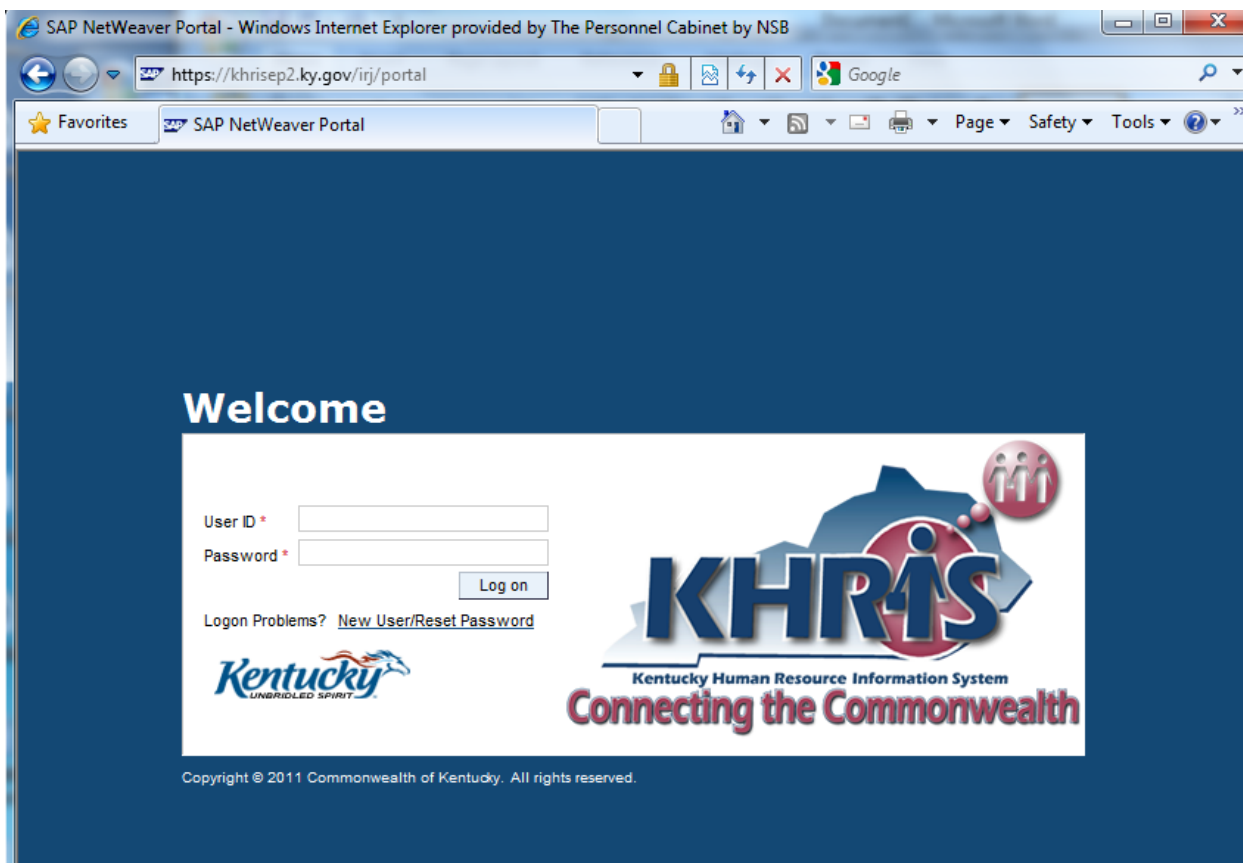 SAP NetWeaver Portal - Windows Internet Explorer provided by The Personnel Cabinet by NSB
SAP https://khrisep2.ky.gov/irj/portal Google
Favorites SAP SAP NetWeaver Portal Page Safety Tools
Welcome
User ID *
Password *
Log on
Logon Problems? New User/Reset Password
Kentucky
UNBRIDLED SPIRIT
KHRIS
Kentucky Human Resource Information System
Connecting the Commonwealth
Copyright © 2011 Commonwealth of Kentucky. All rights reserved.